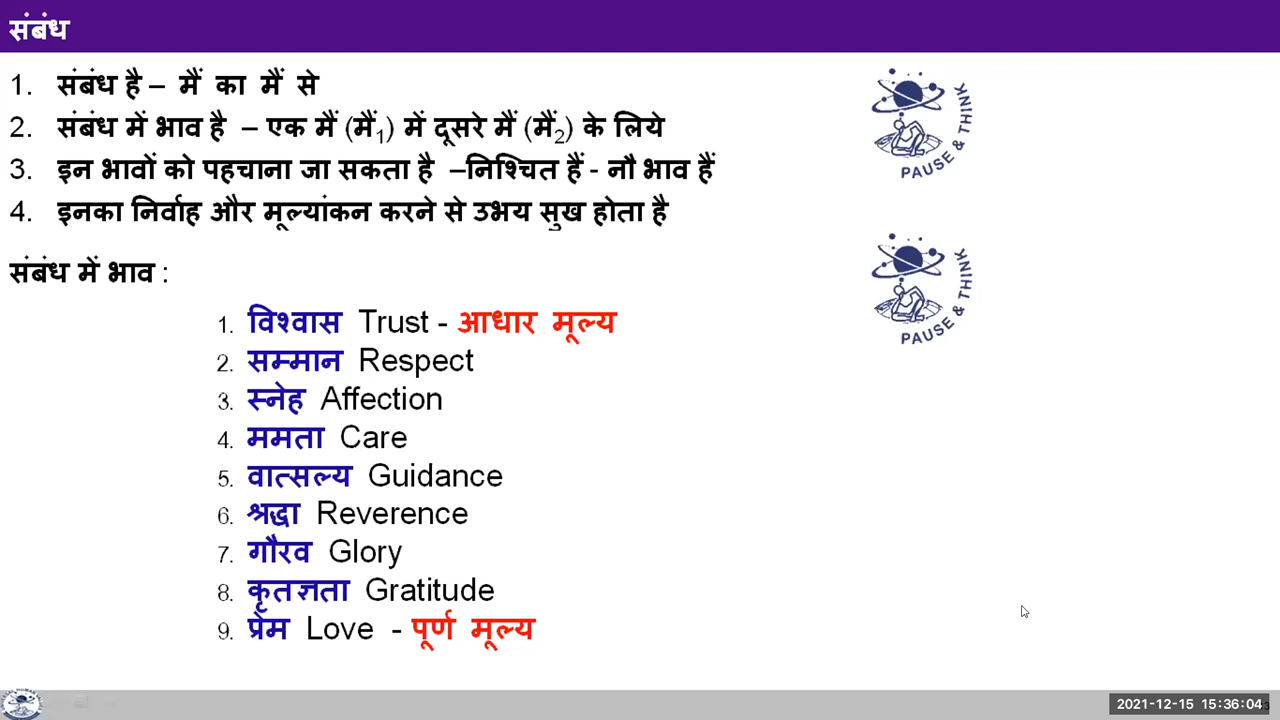 संबंध
1. संबंध है – मैं का मैं से
2. संबंध में भाव है – एक मैं (मैं1) में दूसरे मैं (मैं2) के लिये
3. इन भावों को पहचाना जा सकता है –निश्चित हैं - नौ भाव हैं
4. इनका निर्वाह और मूल्यांकन करने से उभय सुख होता है
PAUSE & THINK
संबंध में भाव :
PAUSE & THINK
1. विश्वास Trust - आधार मूल्य
2. सम्मान Respect
3. स्नेह Affection
4. ममता Care
5. वात्सल्य Guidance
6. श्रद्धा Reverence
7. गौरव Glory
8. कृतज्ञता Gratitude
9. प्रेम Love - पूर्ण मूल्य
2021-12-15 15:36:04